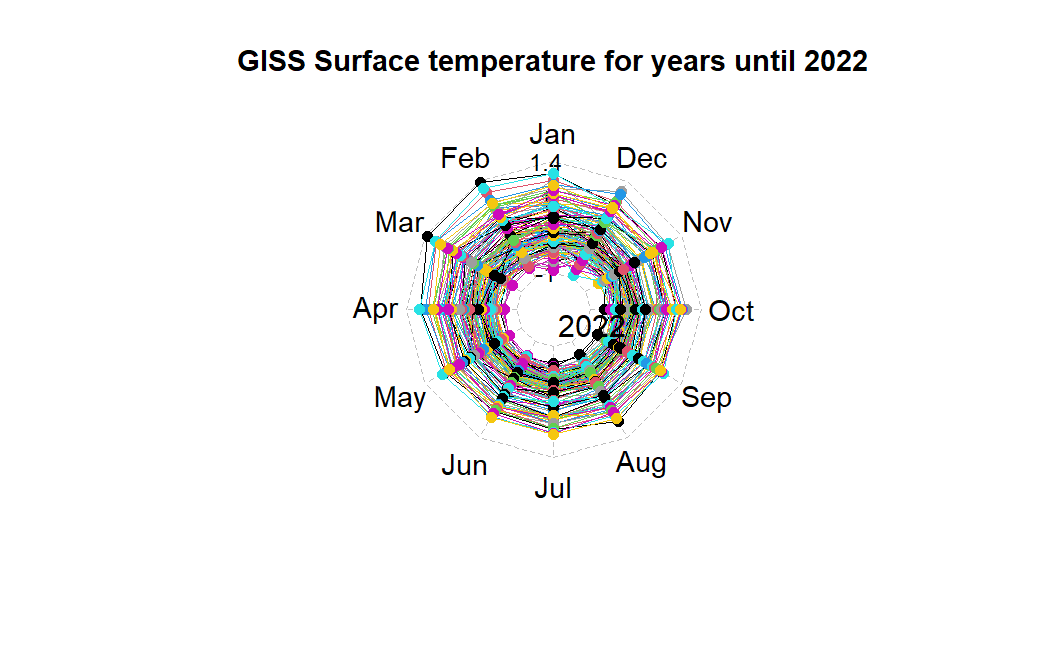 GISS Surface temperature for years until 2022
Jan
Feb
Dec
1.4
Mar
Nov
-1
Apr
Oct
2022
May
Sep
Jun
Aug
Jul